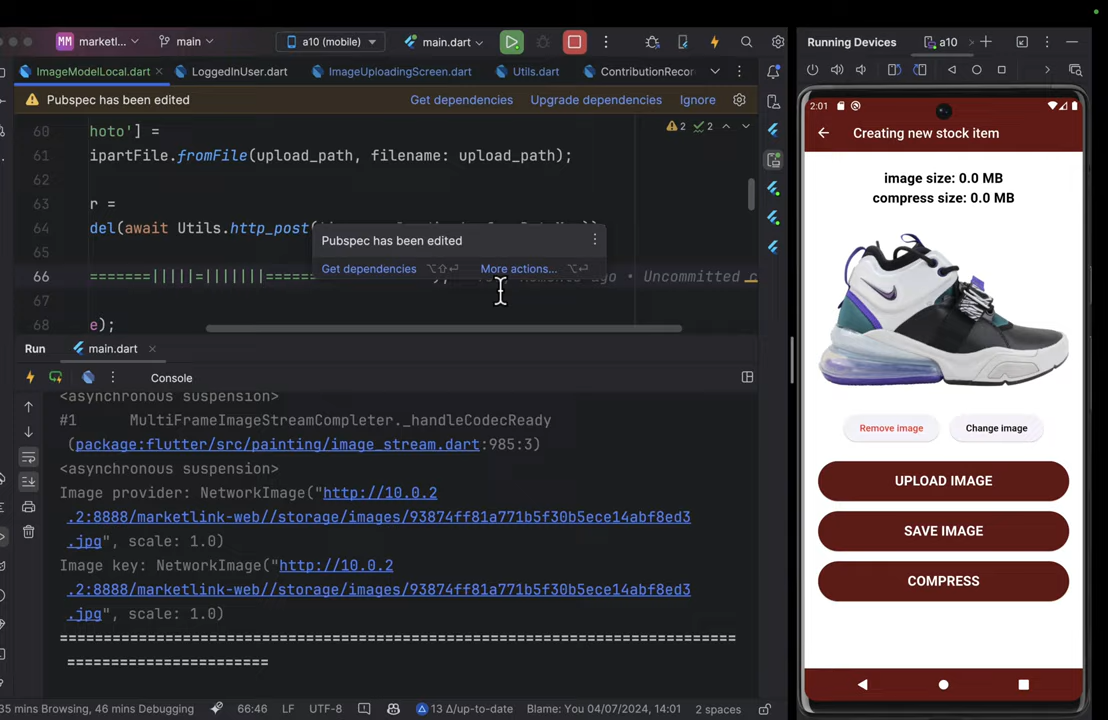 MM marketl...
main
a10 (mobile)
main.dart
Running Devices
a10
ImageModelLocal.dart
LoggedInUser.dart
ImageUploadingScreen.dart
Utils.dart
ContributionRecor
Pubspec has been edited
Get dependencies
Upgrade dependencies
Ignore
60 hoto'] =
2 2
61 ipartFile.fromFile(upload_path, filename: upload_path);
62
63 r =
64 del(await Utils.http_post(
65
66 =======|||||=|||||||======
Uncommitted c
67
68 e);
Pubspec has been edited
Get dependencies ⌥⇧⏎
More actions... ⌥⏎
Run
main.dart
Console
<asynchronous suspension>
#1 MultiFrameImageStreamCompleter._handleCodecReady
(package:flutter/src/painting/image_stream.dart:985:3)
<asynchronous suspension>
Image provider: NetworkImage("http://10.0.2
.2:8888/marketlink-web//storage/images/93874ff81a771b5f30b5ece14abf8ed3
.jpg", scale: 1.0)
Image key: NetworkImage("http://10.0.2
.2:8888/marketlink-web//storage/images/93874ff81a771b5f30b5ece14abf8ed3
.jpg", scale: 1.0)
====================================================================================
=======================
35 mins Browsing, 46 mins Debugging
66:46
LF
UTF-8
13 Δ/up-to-date
Blame: You 04/07/2024, 14:01
2 spaces
2:01
Creating new stock item
image size: 0.0 MB
compress size: 0.0 MB
Remove image
Change image
UPLOAD IMAGE
SAVE IMAGE
COMPRESS